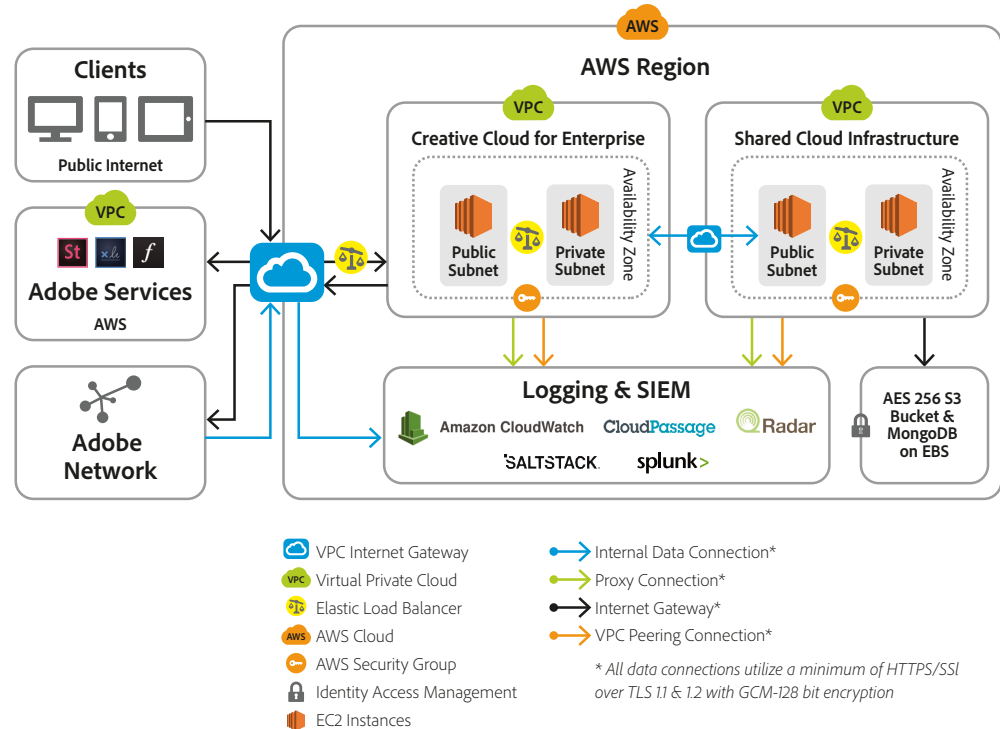 AWS
AWS Region
Clients
Public Internet
VPC
Adobe Services
AWS
St
f
Adobe
Network
VPC
Creative Cloud for Enterprise
Availability Zone
Public
Subnet
Private
Subnet
VPC
Shared Cloud Infrastructure
Availability Zone
Public
Subnet
Private
Subnet
Logging & SIEM
Amazon CloudWatch
CloudPassage
QRadar
SALTSTACK.
splunk>
AES 256 S3
Bucket &
MongoDB
on EBS
VPC Internet Gateway
VPC Virtual Private Cloud
Elastic Load Balancer
AWS AWS Cloud
AWS Security Group
Identity Access Management
EC2 Instances
Internal Data Connection*
Proxy Connection*
Internet Gateway*
VPC Peering Connection*
* All data connections utilize a minimum of HTTPS/SSl
over TLS 1.1 & 1.2 with GCM-128 bit encryption